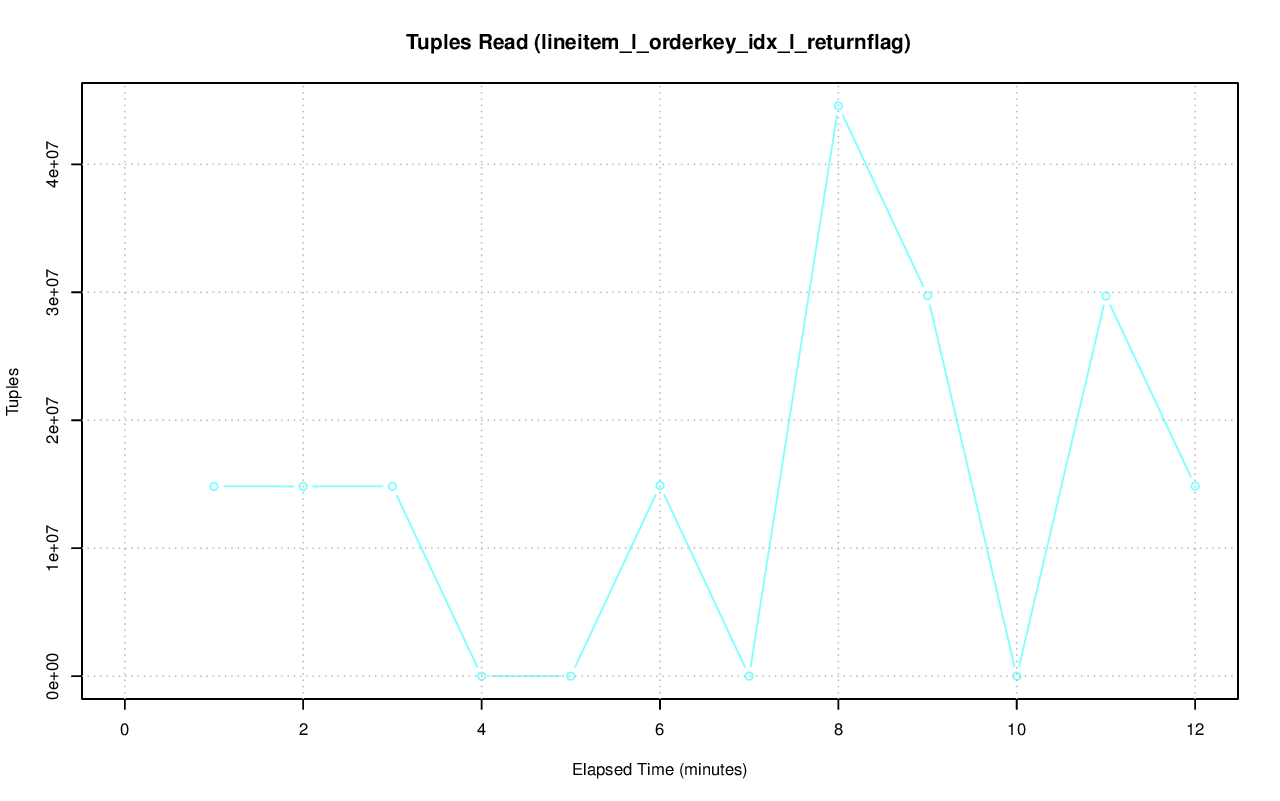 Tuples Read (lineitem_l_orderkey_idx_l_returnflag)
Tuples
4e+07
3e+07
2e+07
1e+07
0e+00
0 2 4 6 8 10 12
Elapsed Time (minutes)